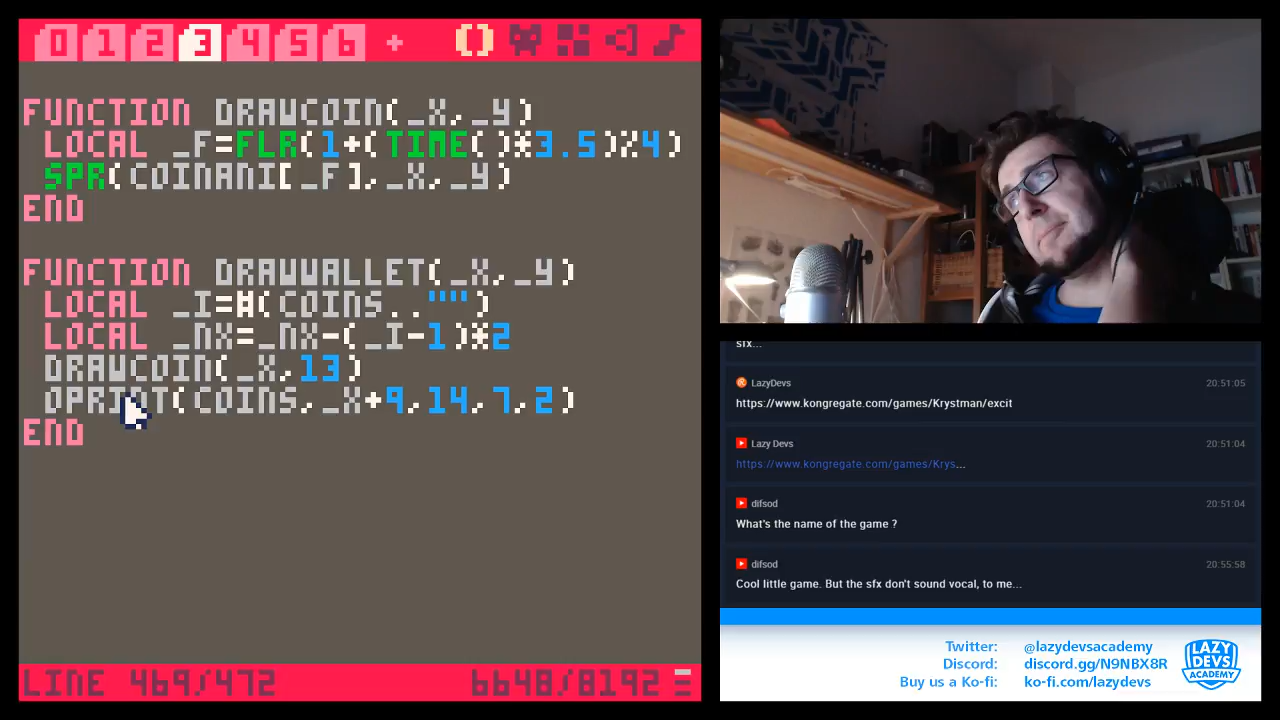 0 1 2 3 4 5 6 +
FUNCTION DRAWCOIN(_X,_Y)
LOCAL _F=FLR(1+(TIME()*3.5)%4)
SPR(COINANI[_F],_X,_Y)
END
FUNCTION DRAWWALLET(_X,_Y)
LOCAL _I=#(COINS.."")
LOCAL _NX=_NX-(_I-1)*2
DRAWCOIN(_X,13)
OPRINT(COINS,_X+9,14,7,2)
END
LINE 469/472
6648/8192
sfx...
LazyDevs 20:51:05
https://www.kongregate.com/games/Krystman/excit
Lazy Devs 20:51:04
https://www.kongregate.com/games/Krys...
difsod 20:51:04
What's the name of the game ?
difsod 20:55:58
Cool little game. But the sfx don't sound vocal, to me...
Twitter: @lazydevsacademy
Discord: discord.gg/N9NBX8R
Buy us a Ko-fi: ko-fi.com/lazydevs
LAZY
DEVS
ACADEMY